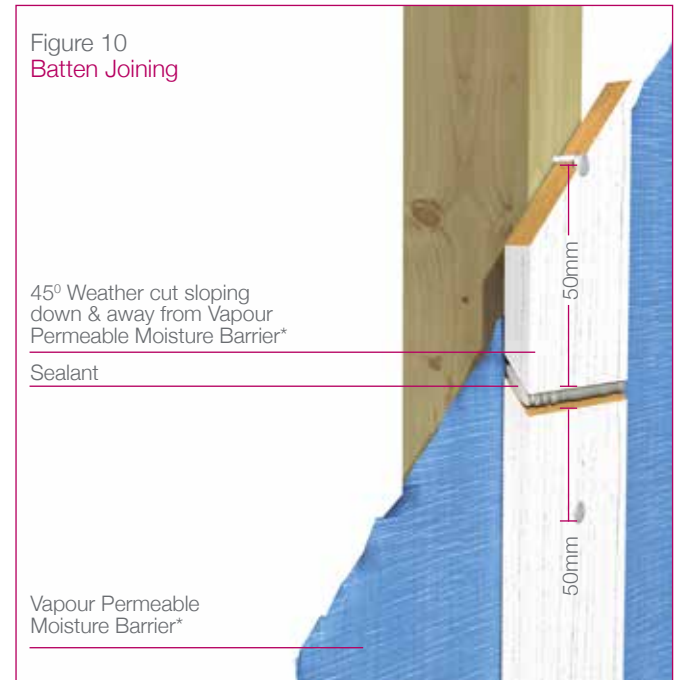 Figure 10
Batten Joining
45⁰ Weather cut sloping
down & away from Vapour
Permeable Moisture Barrier*
Sealant
50mm
50mm
Vapour Permeable
Moisture Barrier*